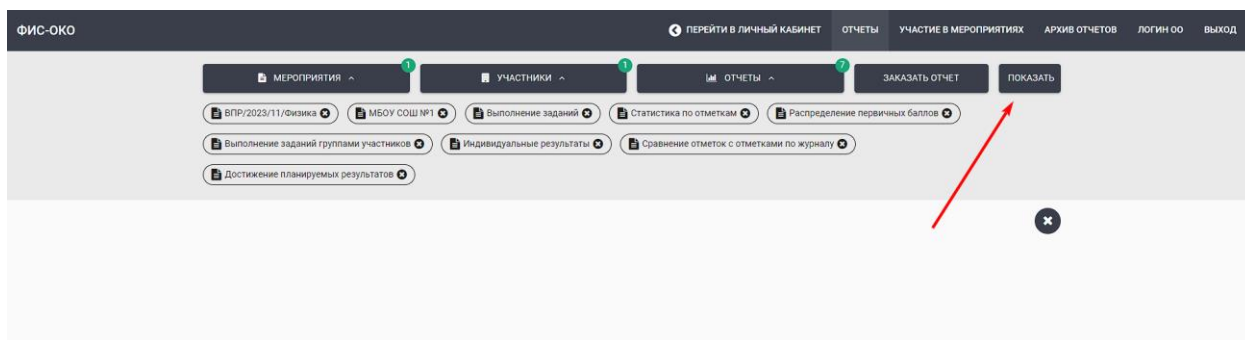 ФИС-ОКО ПЕРЕЙТИ В ЛИЧНЫЙ КАБИНЕТ ОТЧЕТЫ УЧАСТИЕ В МЕРОПРИЯТИЯХ АРХИВ ОТЧЕТОВ ЛОГИН ОО ВЫХОД
МЕРОПРИЯТИЯ 1 УЧАСТНИКИ 1 ОТЧЕТЫ 7 ЗАКАЗАТЬ ОТЧЕТ ПОКАЗАТЬ
ВПР/2023/11/Физика МБОУ СОШ №1 Выполнение заданий Статистика по отметкам Распределение первичных баллов
Выполнение заданий группами участников Индивидуальные результаты Сравнение отметок с отметками по журналу
Достижение планируемых результатов